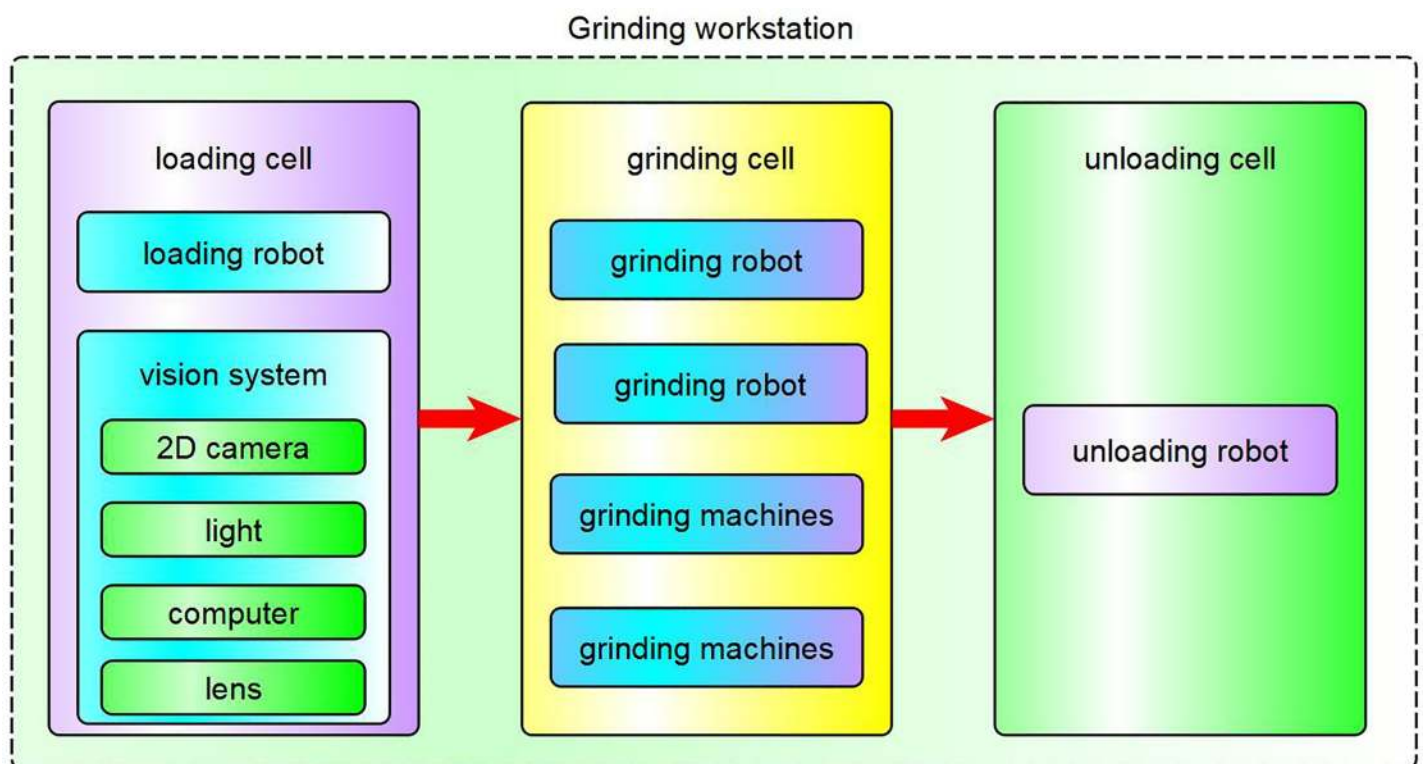 Grinding workstation
loading cell
loading robot
vision system
2D camera
light
computer
lens
grinding cell
grinding robot
grinding robot
grinding machines
grinding machines
unloading cell
unloading robot